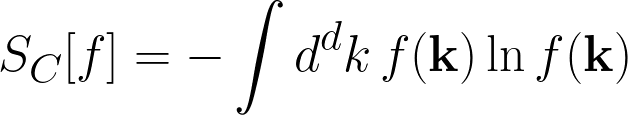 $S_C[f] = -\int d^d k \, f(\mathbf{k}) \ln f(\mathbf{k})$